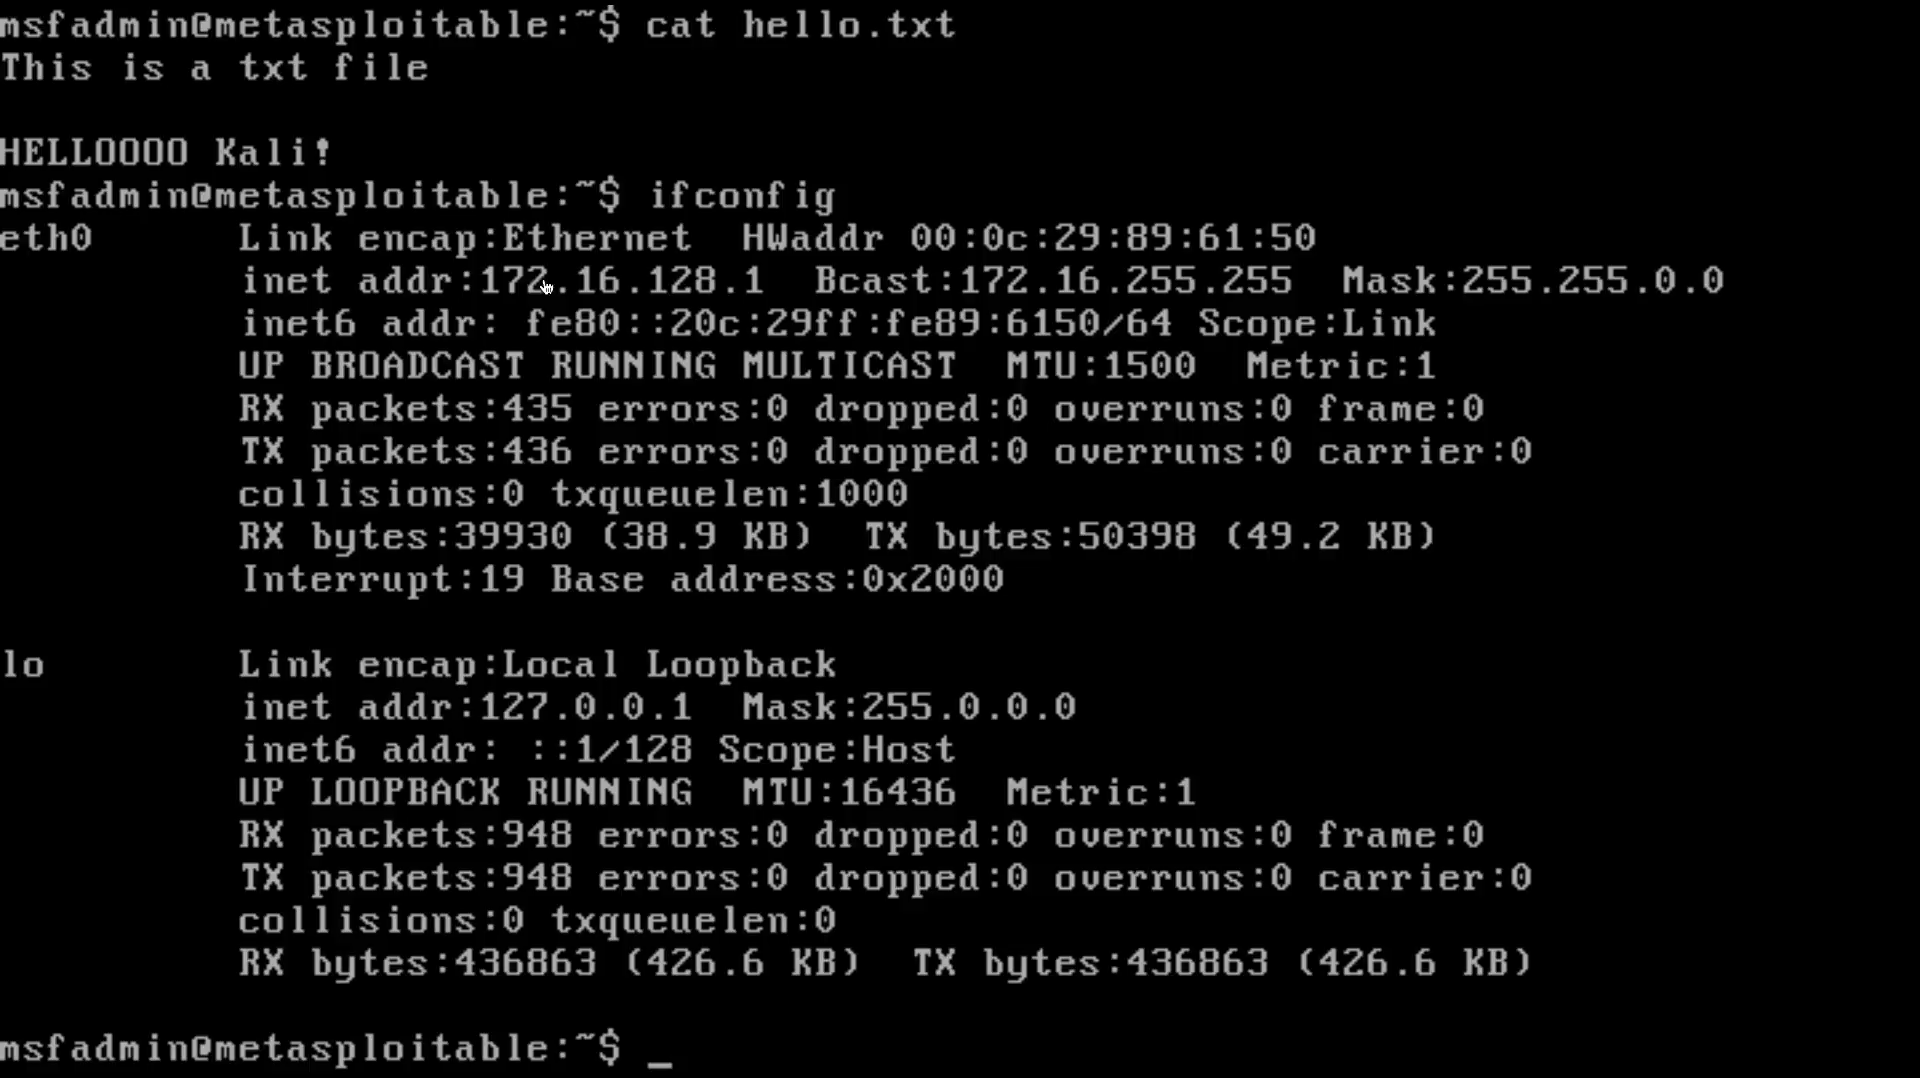 msfadmin@metasploitable:~$ cat hello.txt
This is a txt file
HELLOOOO Kali!
msfadmin@metasploitable:~$ ifconfig
eth0 Link encap:Ethernet HWaddr 00:0c:29:89:61:50
inet addr:172.16.128.1 Bcast:172.16.255.255 Mask:255.255.0.0
inet6 addr: fe80::20c:29ff:fe89:6150/64 Scope:Link
UP BROADCAST RUNNING MULTICAST MTU:1500 Metric:1
RX packets:435 errors:0 dropped:0 overruns:0 frame:0
TX packets:436 errors:0 dropped:0 overruns:0 carrier:0
collisions:0 txqueuelen:1000
RX bytes:39930 (38.9 KB) TX bytes:50398 (49.2 KB)
Interrupt:19 Base address:0x2000
lo Link encap:Local Loopback
inet addr:127.0.0.1 Mask:255.0.0.0
inet6 addr: ::1/128 Scope:Host
UP LOOPBACK RUNNING MTU:16436 Metric:1
RX packets:948 errors:0 dropped:0 overruns:0 frame:0
TX packets:948 errors:0 dropped:0 overruns:0 carrier:0
collisions:0 txqueuelen:0
RX bytes:436863 (426.6 KB) TX bytes:436863 (426.6 KB)
msfadmin@metasploitable:~$ _